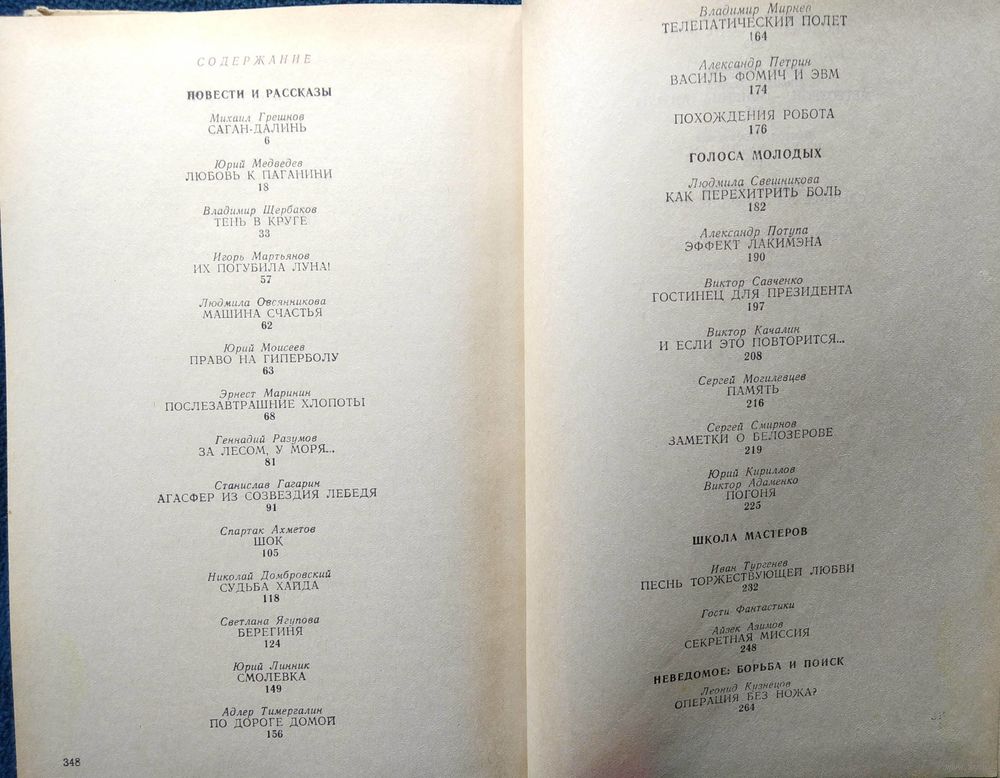 СОДЕРЖАНИЕ
ПОВЕСТИ И РАССКАЗЫ
Михаил Грешнов
САГАН-ДАЛИНЬ
6
Юрий Медведев
ЛЮБОВЬ К ПАГАНИНИ
18
Владимир Щербаков
ТЕНЬ В КРУГЕ
33
Игорь Мартьянов
ИХ ПОГУБИЛА ЛУНА!
57
Людмила Овсянникова
МАШИНА СЧАСТЬЯ
62
Юрий Моисеев
ПРАВО НА ГИПЕРБОЛУ
63
Эрнест Маринин
ПОСЛЕЗАВТРАШНИЕ ХЛОПОТЫ
68
Геннадий Разумов
ЗА ЛЕСОМ, У МОРЯ...
81
Станислав Гагарин
АГАСФЕР ИЗ СОЗВЕЗДИЯ ЛЕБЕДЯ
91
Спартак Ахметов
ШОК
105
Николай Домбровский
СУДЬБА ХАЙДА
118
Светлана Ягупова
БЕРЕГИНЯ
124
Юрий Линник
СМОЛЕВКА
149
Адлер Тимергалин
ПО ДОРОГЕ ДОМОЙ
156
348
Владимир Мирнев
ТЕЛЕПАТИЧЕСКИЙ ПОЛЕТ
164
Александр Петрин
ВАСИЛЬ ФОМИЧ И ЭВМ
174
ПОХОЖДЕНИЯ РОБОТА
176
ГОЛОСА МОЛОДЫХ
Людмила Свешникова
КАК ПЕРЕХИТРИТЬ БОЛЬ
182
Александр Потупа
ЭФФЕКТ ЛАКИМЭНА
190
Виктор Савченко
ГОСТИНЕЦ ДЛЯ ПРЕЗИДЕНТА
197
Виктор Качалин
И ЕСЛИ ЭТО ПОВТОРИТСЯ...
208
Сергей Могилевцев
ПАМЯТЬ
216
Сергей Смирнов
ЗАМЕТКИ О БЕЛОЗЕРОВЕ
219
Юрий Кириллов
Виктор Адаменко
ПОГОНЯ
225
ШКОЛА МАСТЕРОВ
Иван Тургенев
ПЕСНЬ ТОРЖЕСТВУЮЩЕЙ ЛЮБВИ
232
Гости Фантастики
Айзек Азимов
СЕКРЕТНАЯ МИССИЯ
248
НЕВЕДОМОЕ: БОРЬБА И ПОИСК
Леонид Кузнецов
ОПЕРАЦИЯ БЕЗ НОЖА?
264